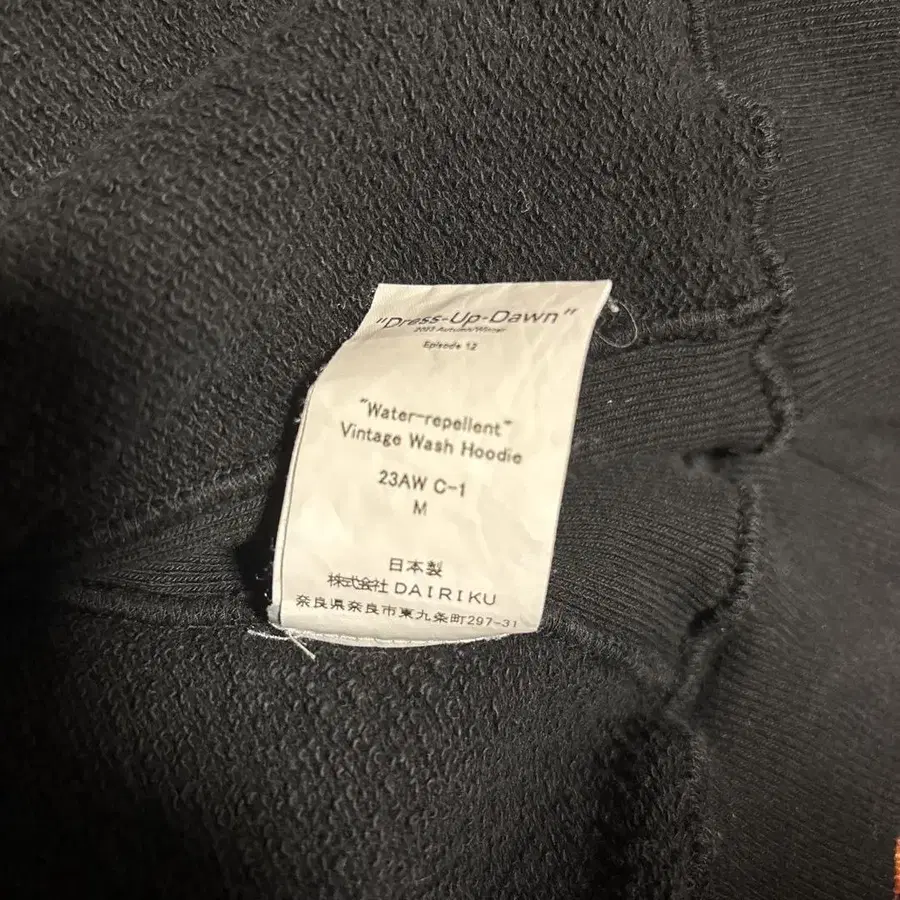 "Dress-Up-Dawn"
2023 Autumn/Winter
Episode 12
"Water-repellent"
Vintage Wash Hoodie
23AW C-1
M
日本製
株式会社 DAIRIKU
奈良県奈良市東九条町297-31